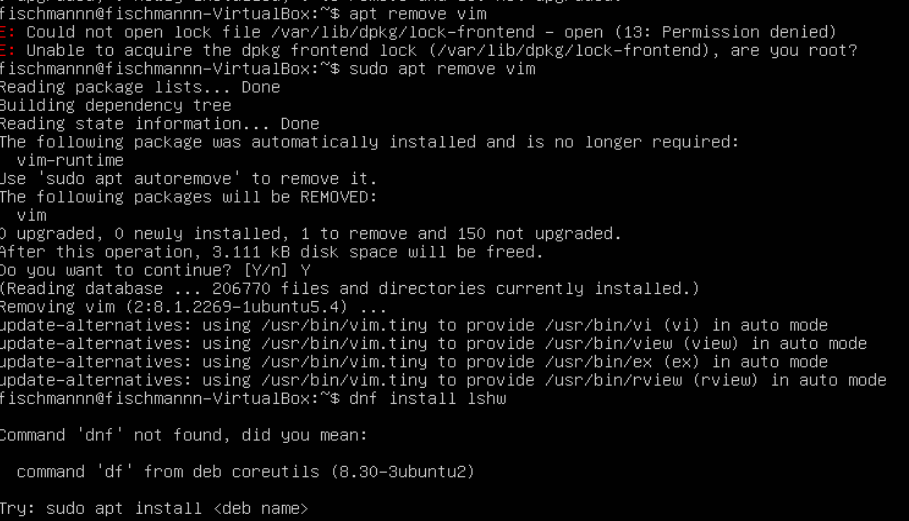 fischmannn@fischmannn-VirtualBox:~$ apt remove vim
E: Could not open lock file /var/lib/dpkg/lock-frontend - open (13: Permission denied)
E: Unable to acquire the dpkg frontend lock (/var/lib/dpkg/lock-frontend), are you root?
fischmannn@fischmannn-VirtualBox:~$ sudo apt remove vim
Reading package lists... Done
Building dependency tree
Reading state information... Done
The following package was automatically installed and is no longer required:
  vim-runtime
Use 'sudo apt autoremove' to remove it.
The following packages will be REMOVED:
  vim
0 upgraded, 0 newly installed, 1 to remove and 150 not upgraded.
After this operation, 3.111 kB disk space will be freed.
Do you want to continue? [Y/n] Y
(Reading database ... 206770 files and directories currently installed.)
Removing vim (2:8.1.2269-1ubuntu5.4) ...
update-alternatives: using /usr/bin/vim.tiny to provide /usr/bin/vi (vi) in auto mode
update-alternatives: using /usr/bin/vim.tiny to provide /usr/bin/view (view) in auto mode
update-alternatives: using /usr/bin/vim.tiny to provide /usr/bin/ex (ex) in auto mode
update-alternatives: using /usr/bin/vim.tiny to provide /usr/bin/rview (rview) in auto mode
fischmannn@fischmannn-VirtualBox:~$ dnf install lshw
Command 'dnf' not found, did you mean:
  command 'df' from deb coreutils (8.30-3ubuntu2)
Try: sudo apt install <deb name>